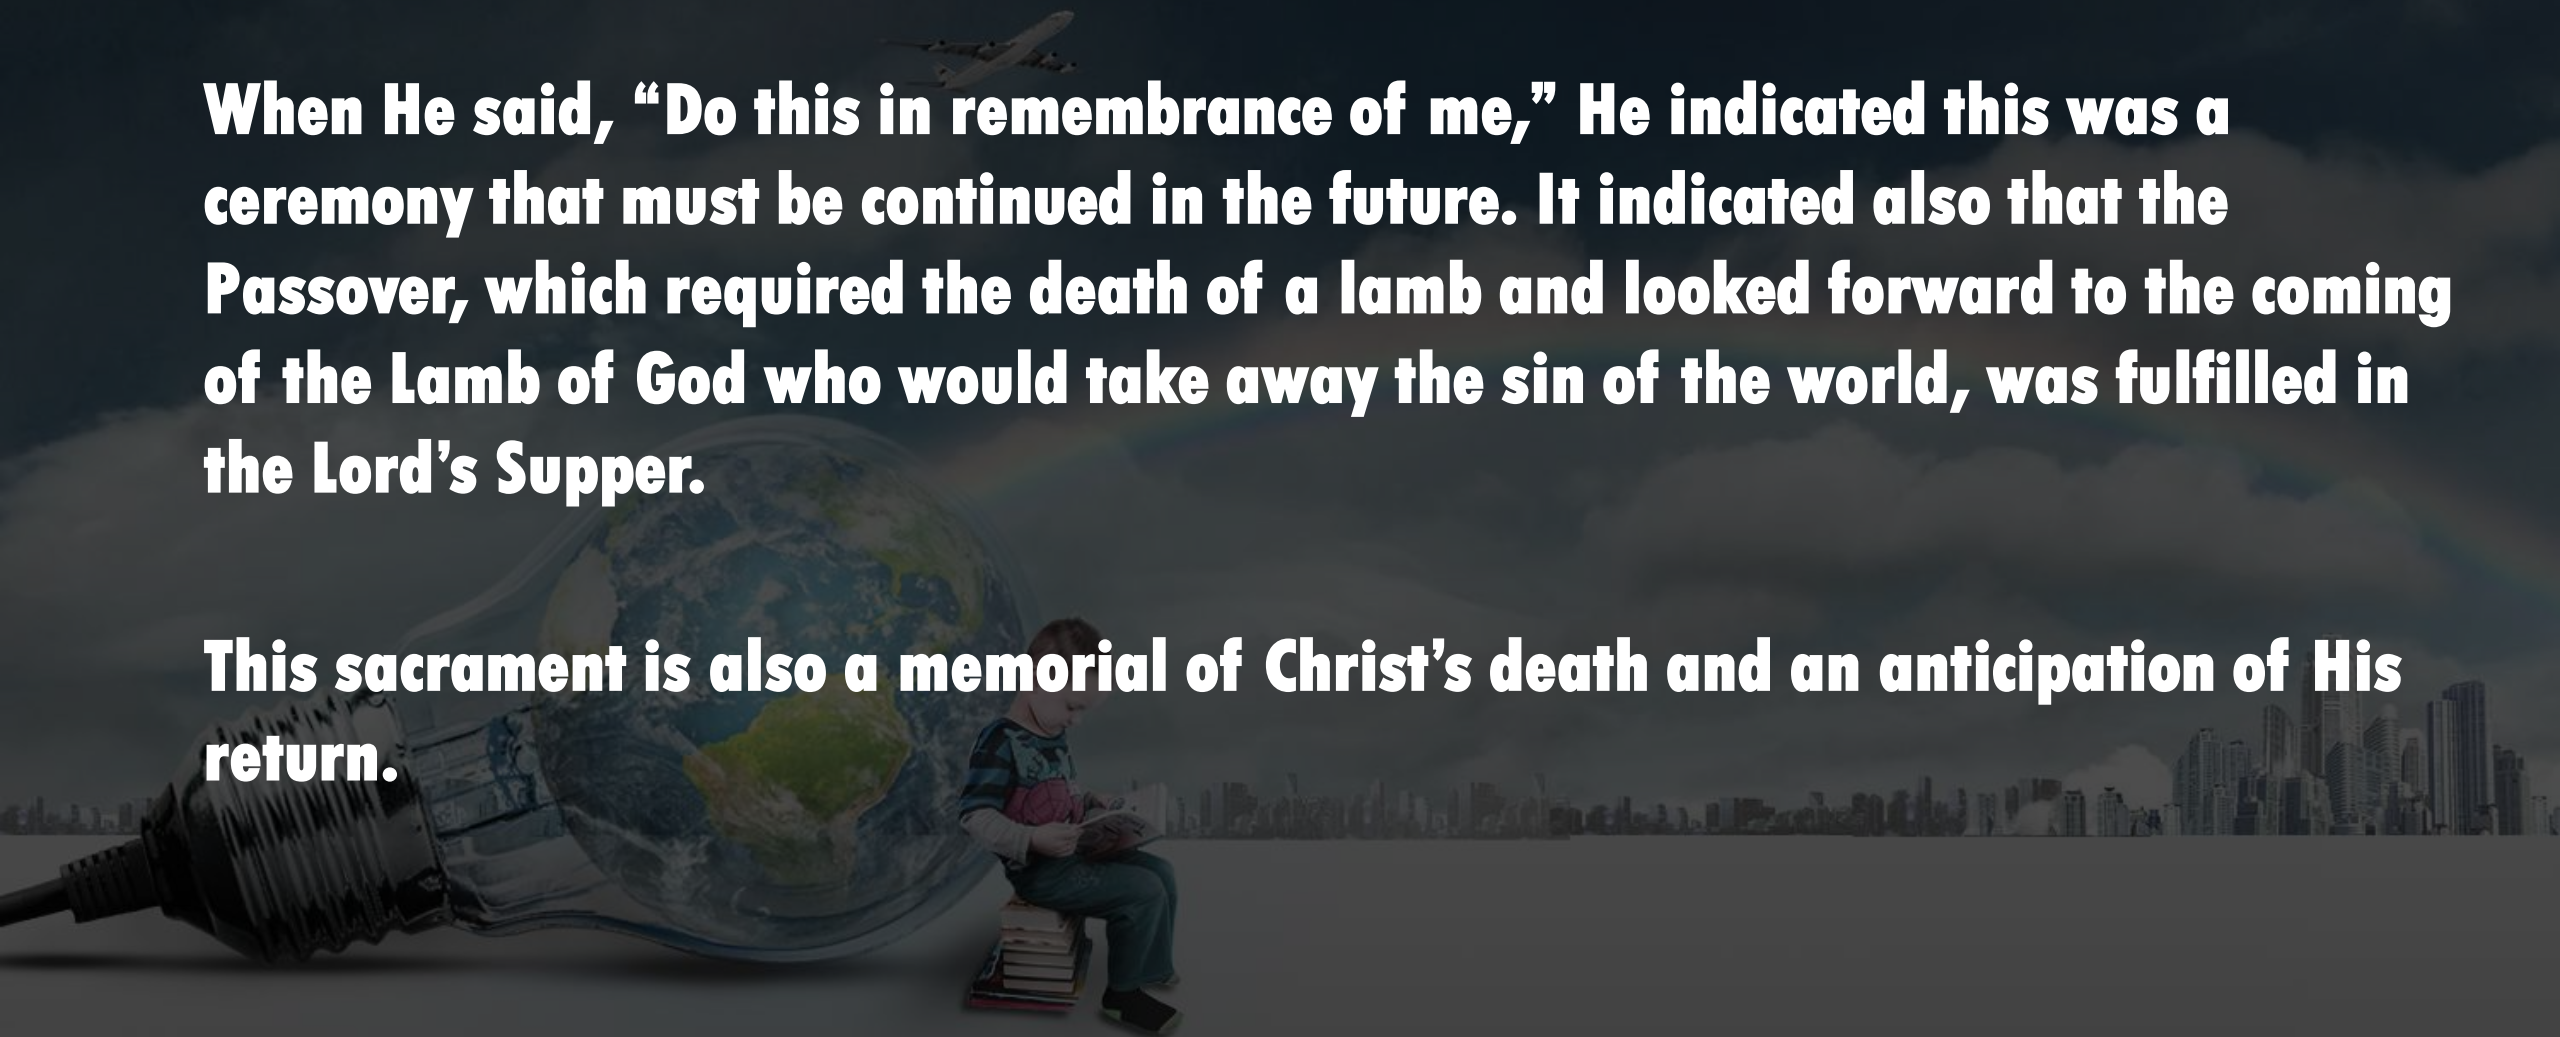 When He said, “Do this in remembrance of me,” He indicated this was a
ceremony that must be continued in the future. It indicated also that the
Passover, which required the death of a lamb and looked forward to the coming
of the Lamb of God who would take away the sin of the world, was fulfilled in
the Lord’s Supper.
This sacrament is also a memorial of Christ’s death and an anticipation of His
return.